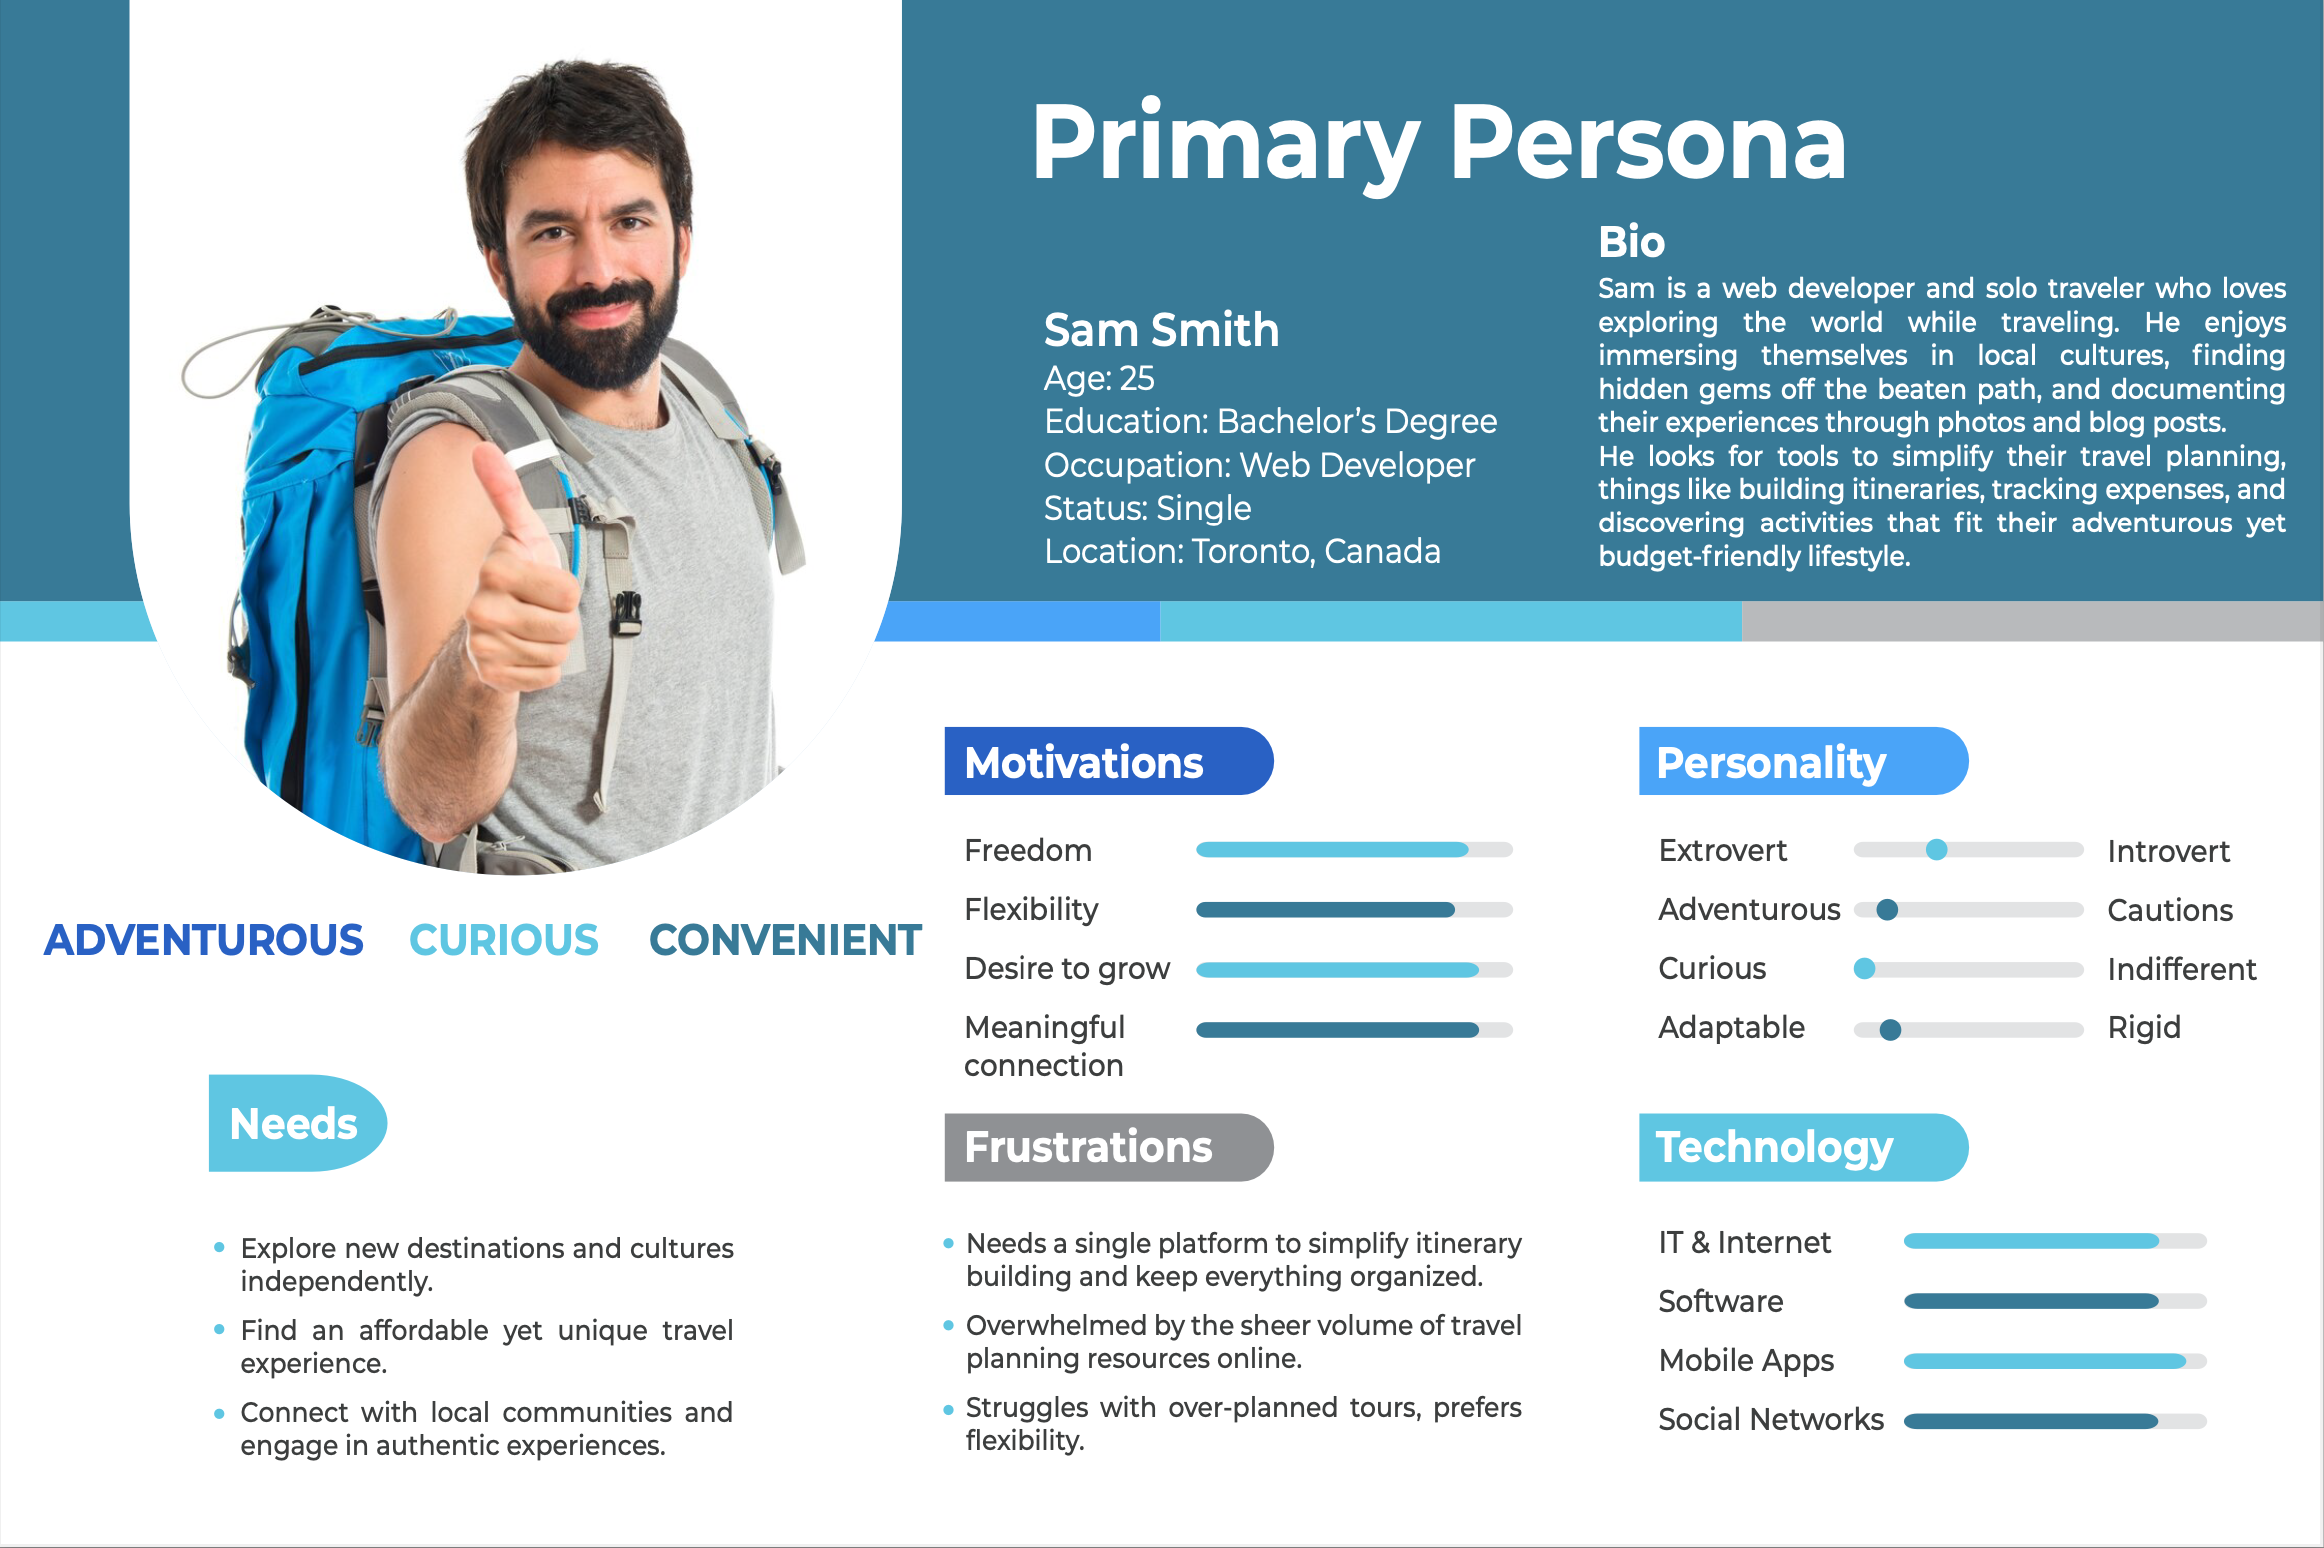 Primary Persona
Sam Smith
Age: 25
Education: Bachelor's Degree
Occupation: Web Developer
Status: Single
Location: Toronto, Canada
Bio
Sam is a web developer and solo traveler who loves
exploring the world while traveling. He enjoys
immersing themselves in local cultures, finding
hidden gems off the beaten path, and documenting
their experiences through photos and blog posts.
He looks for tools to simplify their travel planning,
things like building itineraries, tracking expenses, and
discovering activities that fit their adventurous yet
budget-friendly lifestyle.
ADVENTUROUS CURIOUS CONVENIENT
Needs
Explore new destinations and cultures
independently.
Find an affordable yet unique travel
experience.
Connect with local communities and
engage in authentic experiences.
Motivations
Freedom
Flexibility
Desire to grow
Meaningful
connection
Frustrations
Needs a single platform to simplify itinerary
building and keep everything organized.
Overwhelmed by the sheer volume of travel
planning resources online.
Struggles with over-planned tours, prefers
flexibility.
Personality
Extrovert Introvert
Adventurous Cautions
Curious Indifferent
Adaptable Rigid
Technology
IT & Internet
Software
Mobile Apps
Social Networks